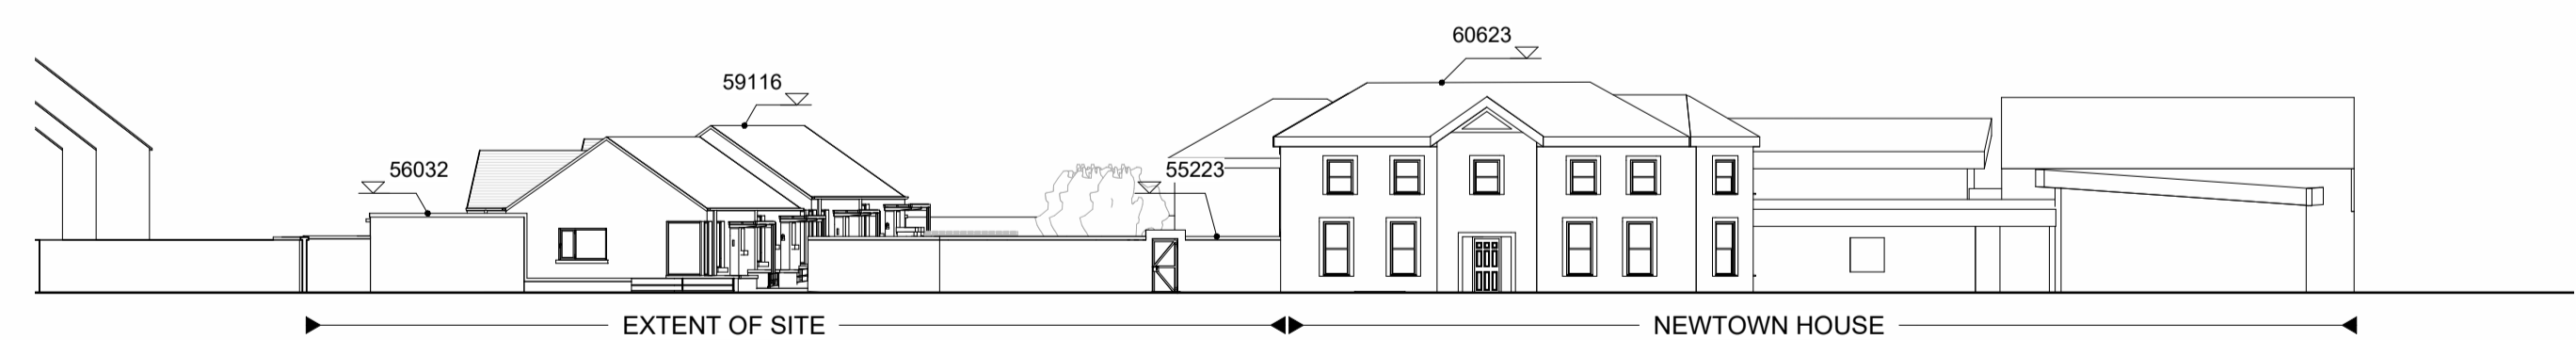 60623
59116
56032
55223
EXTENT OF SITE
NEWTOWN HOUSE